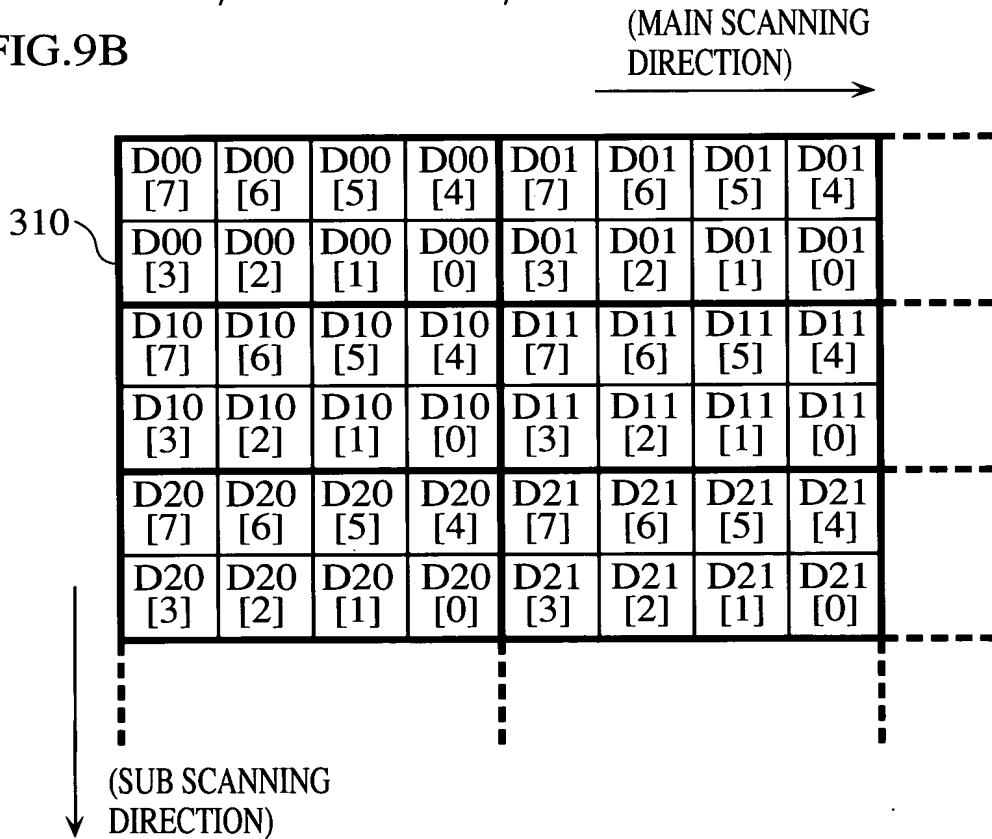 FIG.9B
(MAIN SCANNING
DIRECTION)
D00 D00 D00 D00 D01 D01 D01 D01
[7] [6] [5] [4] [7] [6] [5] [4]
310
D00 D00 D00 D00 D01 D01 D01 D01
[3] [2] [1] [0] [3] [2] [1] [0]
D10 D10 D10 D10 D11 D11 D11 D11
[7] [6] [5] [4] [7] [6] [5] [4]
D10 D10 D10 D10 D11 D11 D11 D11
[3] [2] [1] [0] [3] [2] [1] [0]
D20 D20 D20 D20 D21 D21 D21 D21
[7] [6] [5] [4] [7] [6] [5] [4]
D20 D20 D20 D20 D21 D21 D21 D21
[3] [2] [1] [0] [3] [2] [1] [0]
(SUB SCANNING
DIRECTION)